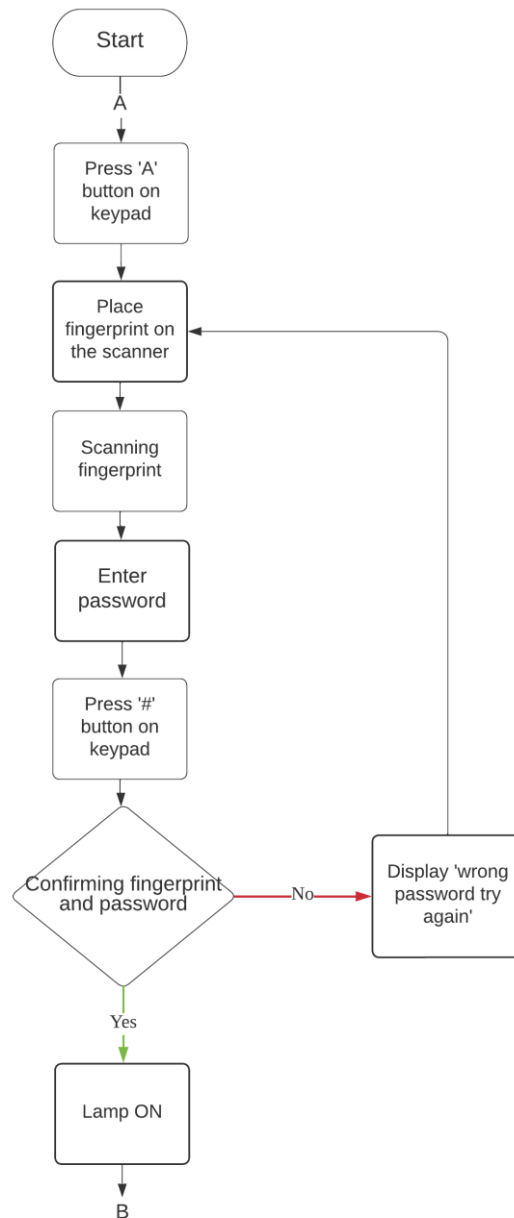 Start
A
Press 'A'
button on
keypad
Place
fingerprint on
the scanner
Scanning
fingerprint
Enter
password
Press '#'
button on
keypad
Confirming fingerprint
and password
No
Display 'wrong
password try
again'
Yes
Lamp ON
B